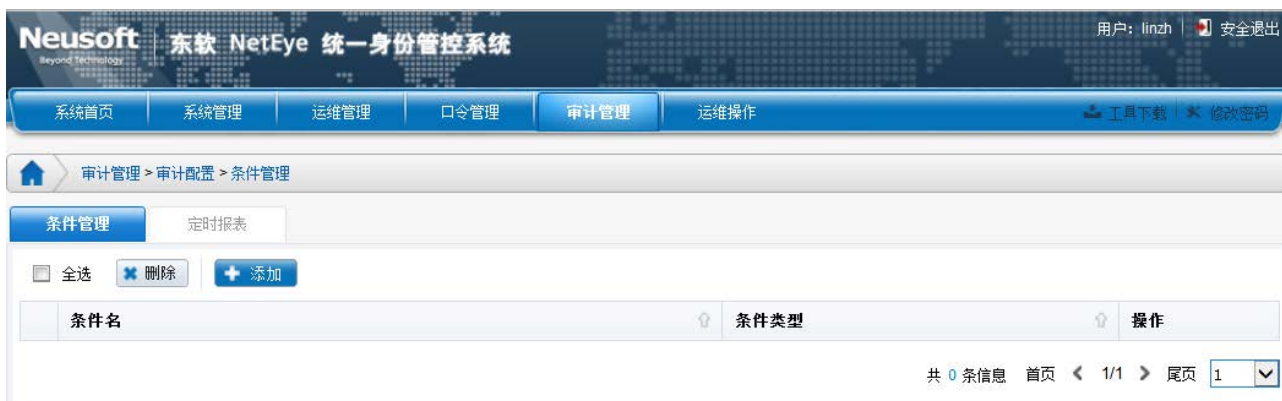 Neusoft 东软 NetEye 统一身份管控系统 用户：linzh 安全退出
Beyond Technology
系统首页 系统管理 运维管理 口令管理 审计管理 运维操作 工具下载 修改密码
审计管理 > 审计配置 > 条件管理
条件管理 定时报表
全选 删除 添加
条件名 条件类型 操作
共 0 条信息 首页 1/1 尾页 1